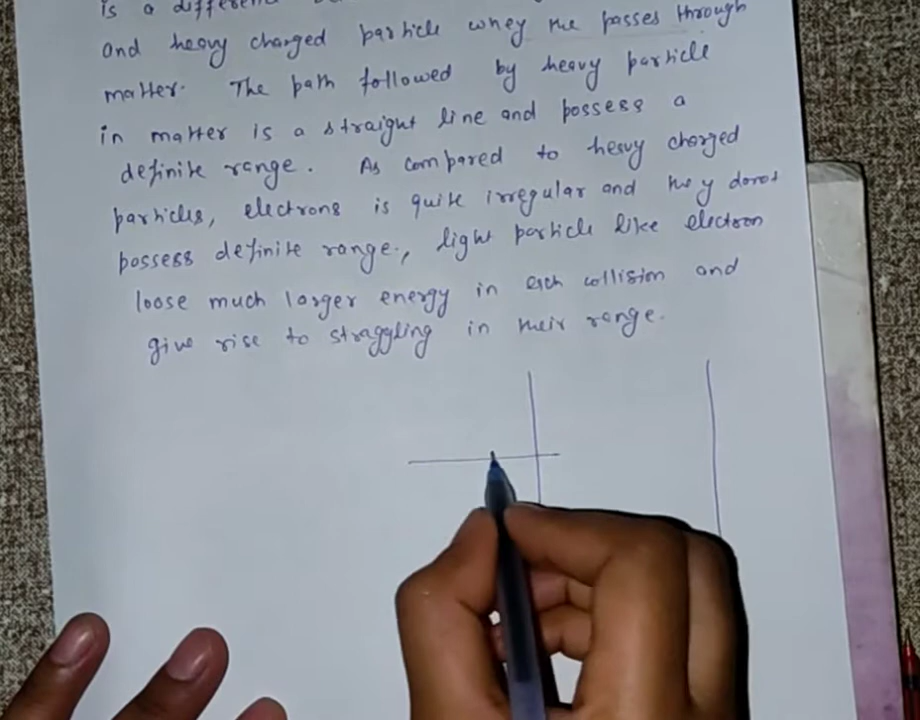 is a
and heavy charged particle whey the passes through
matter. The path followed by heavy particle
in matter is a straight line and possess a
definite range. As compared to heavy charged
particles, electrons is quite irregular and they donot
possess definite range., light particle like electron
loose much larger energy in each collision and
give rise to straggling in their range.